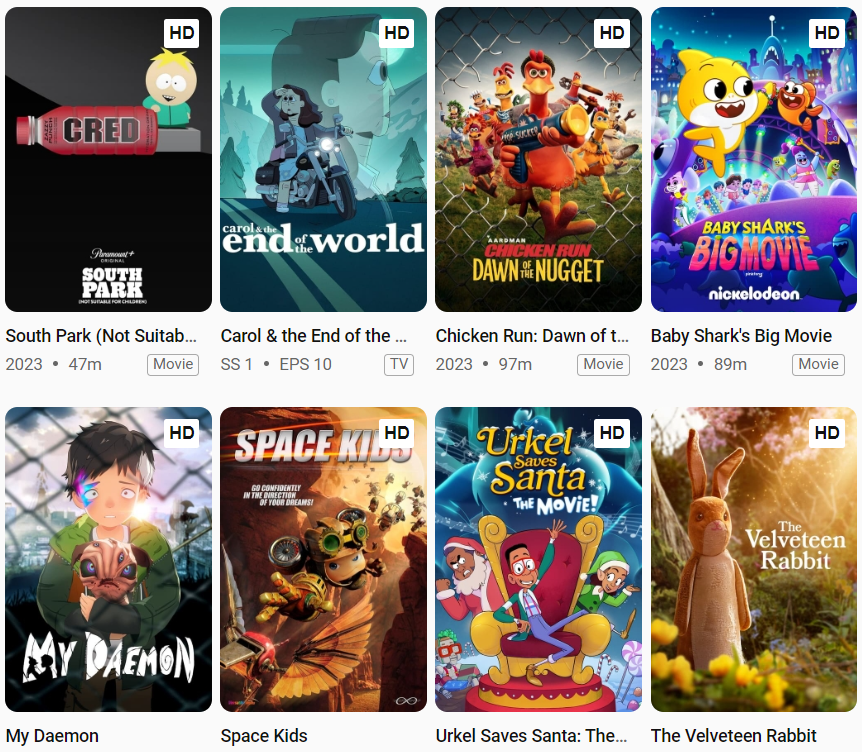 HD
CRED
Paramount+
ORIGINAL
SOUTH
PARK
(NOT SUITABLE FOR CHILDREN)
HD
carol & the
end of the world
HD
AARDMAN
CHICKEN RUN
DAWN OF THE NUGGET
HD
BABY SHARK'S
BIG MOVIE
nickelodeon
South Park (Not Suitab...
Carol & the End of the ...
Chicken Run: Dawn of t...
Baby Shark's Big Movie
2023 • 47m Movie
SS 1 • EPS 10 TV
2023 • 97m Movie
2023 • 89m Movie
HD
MY DAEMON
HD
SPACE KIDS
GO CONFIDENTLY
IN THE DIRECTION
OF YOUR DREAMS!
HD
Urkel
Saves
Santa
THE MOVIE!
HD
The
Velveteen
Rabbit
My Daemon
Space Kids
Urkel Saves Santa: The...
The Velveteen Rabbit